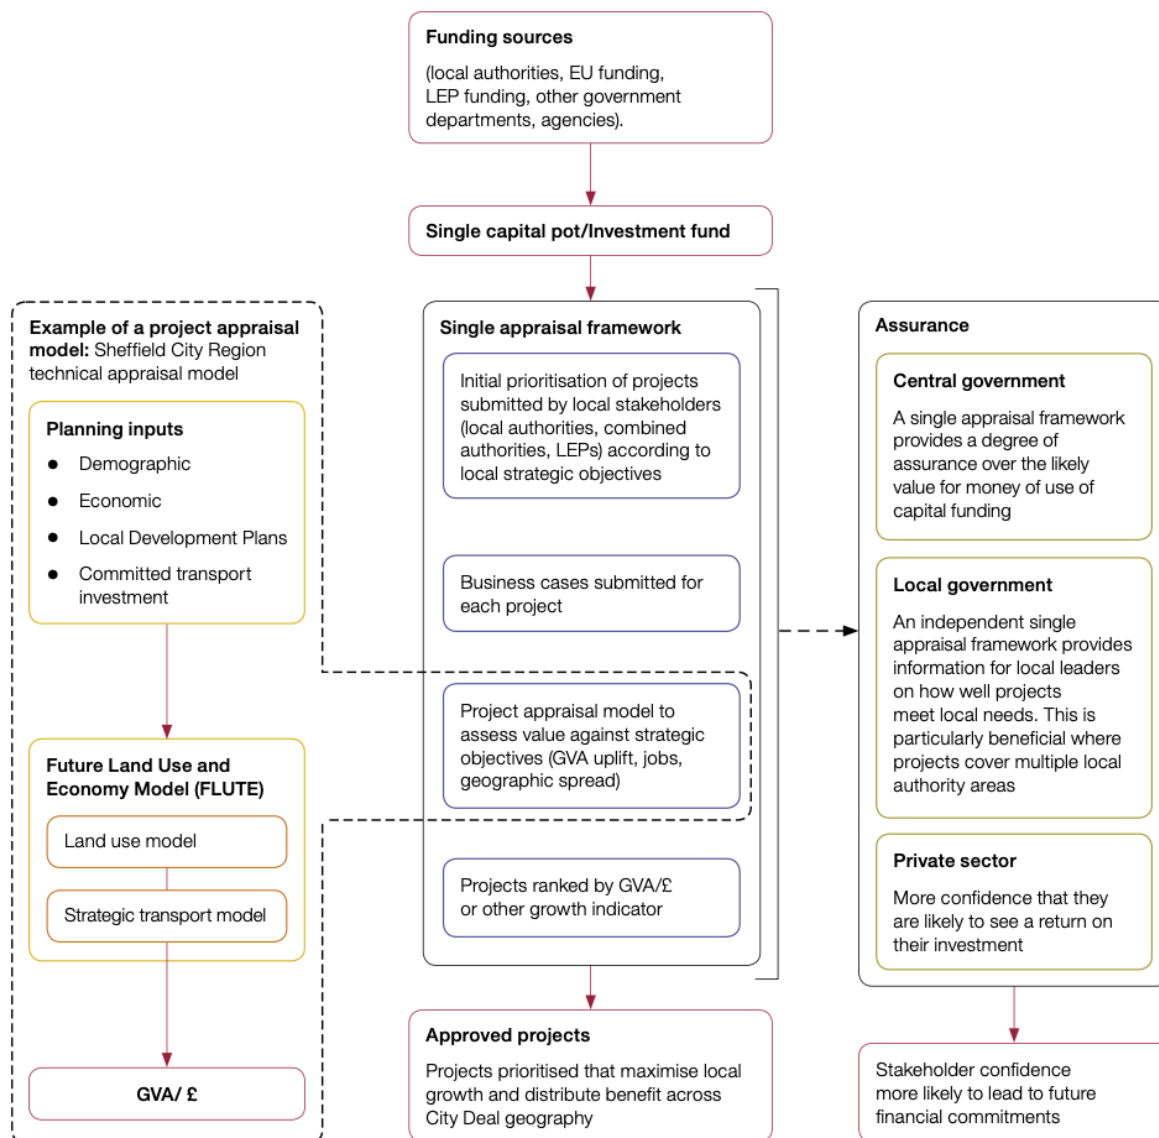 Funding sources
(local authorities, EU funding,
LEP funding, other government
departments, agencies).
Single capital pot/Investment fund
Example of a project appraisal
model: Sheffield City Region
technical appraisal model
Planning inputs
● Demographic
● Economic
● Local Development Plans
● Committed transport
investment
Future Land Use and
Economy Model (FLUTE)
Land use model
Strategic transport model
GVA/ £
Single appraisal framework
Initial prioritisation of projects
submitted by local stakeholders
(local authorities, combined
authorities, LEPs) according to
local strategic objectives
Business cases submitted for
each project
Project appraisal model to
assess value against strategic
objectives (GVA uplift, jobs,
geographic spread)
Projects ranked by GVA/£
or other growth indicator
Approved projects
Projects prioritised that maximise local
growth and distribute benefit across
City Deal geography
Assurance
Central government
A single appraisal framework
provides a degree of
assurance over the likely
value for money of use of
capital funding
Local government
An independent single
appraisal framework provides
information for local leaders
on how well projects
meet local needs. This is
particularly beneficial where
projects cover multiple local
authority areas
Private sector
More confidence that they
are likely to see a return on
their investment
Stakeholder confidence
more likely to lead to future
financial commitments